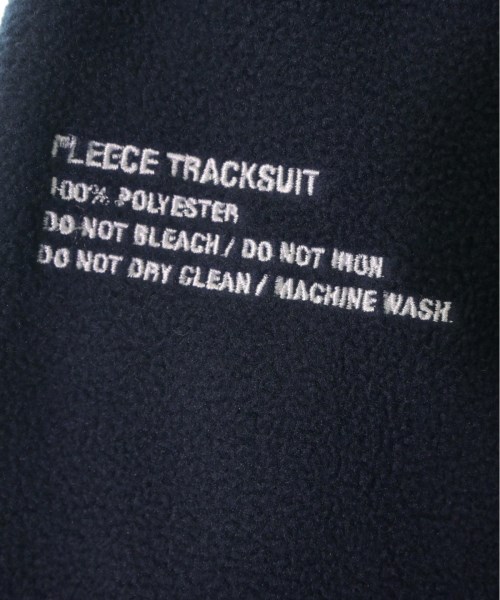 FLEECE TRACKSUIT
100% POLYESTER
DO NOT BLEACH / DO NOT IRON
DO NOT DRY CLEAN / MACHINE WASH.